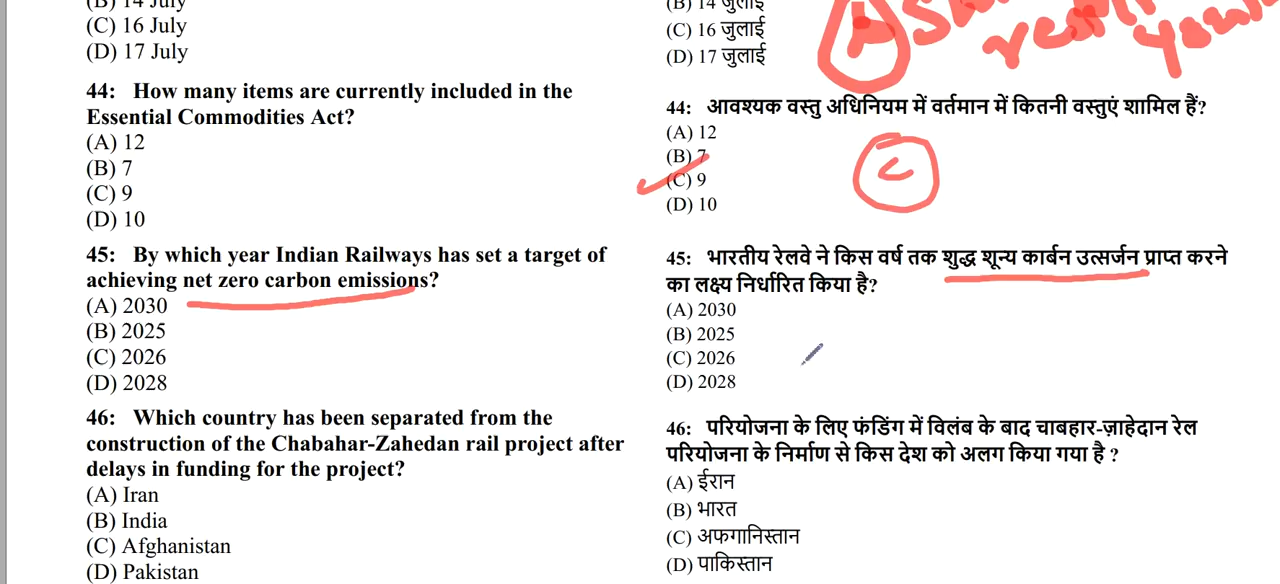 (B) 14 July
(C) 16 July
(D) 17 July
44: How many items are currently included in the
Essential Commodities Act?
(A) 12
(B) 7
(C) 9
(D) 10
45: By which year Indian Railways has set a target of
achieving net zero carbon emissions?
(A) 2030
(B) 2025
(C) 2026
(D) 2028
46: Which country has been separated from the
construction of the Chabahar-Zahedan rail project after
delays in funding for the project?
(A) Iran
(B) India
(C) Afghanistan
(D) Pakistan
(B) 14 जुलाई
(C) 16 जुलाई
(D) 17 जुलाई
A
44: आवश्यक वस्तु अधिनियम में वर्तमान में कितनी वस्तुएं शामिल हैं?
(A) 12
(B) 7
(C) 9
(D) 10
C
45: भारतीय रेलवे ने किस वर्ष तक शुद्ध शून्य कार्बन उत्सर्जन प्राप्त करने
का लक्ष्य निर्धारित किया है?
(A) 2030
(B) 2025
(C) 2026
(D) 2028
46: परियोजना के लिए फंडिंग में विलंब के बाद चाबहार-ज़ाहेदान रेल
परियोजना के निर्माण से किस देश को अलग किया गया है ?
(A) ईरान
(B) भारत
(C) अफगानिस्तान
(D) पाकिस्तान